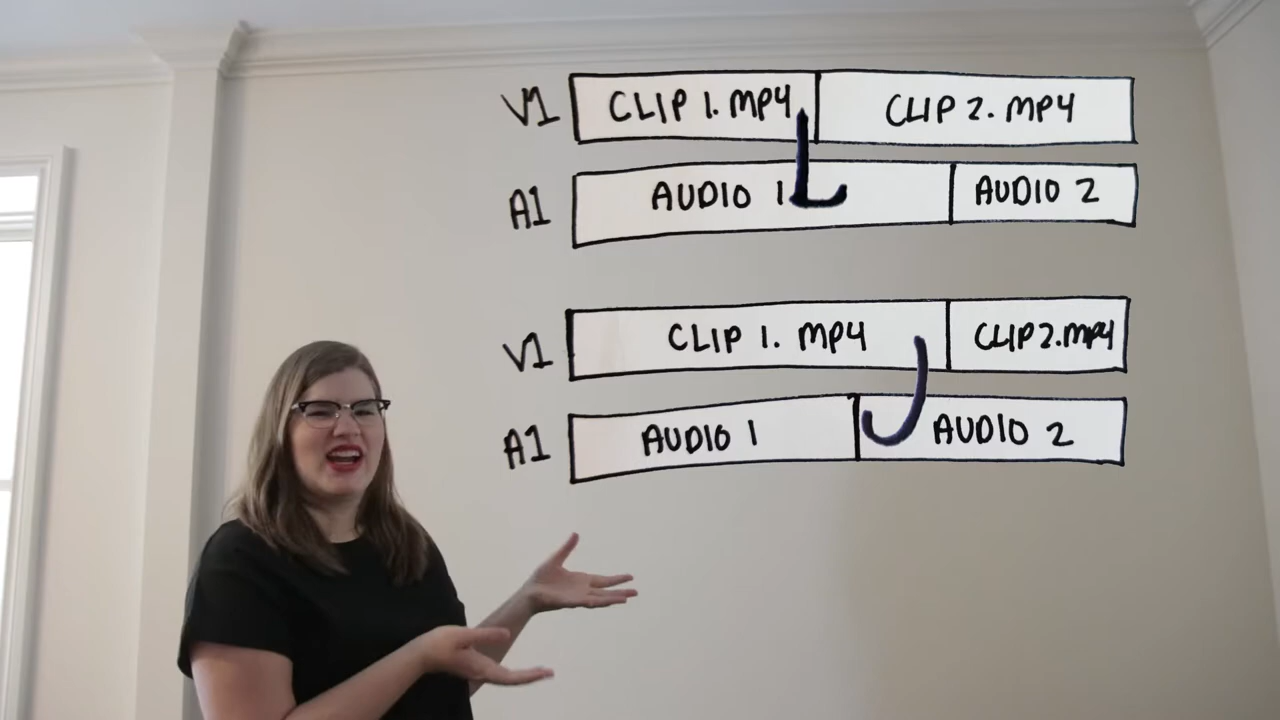 V1 CLIP 1. MP4 CLIP 2. MP4
A1 AUDIO 1 AUDIO 2
L
V1 CLIP 1. MP4 CLIP 2. MP4
A1 AUDIO 1 AUDIO 2
J